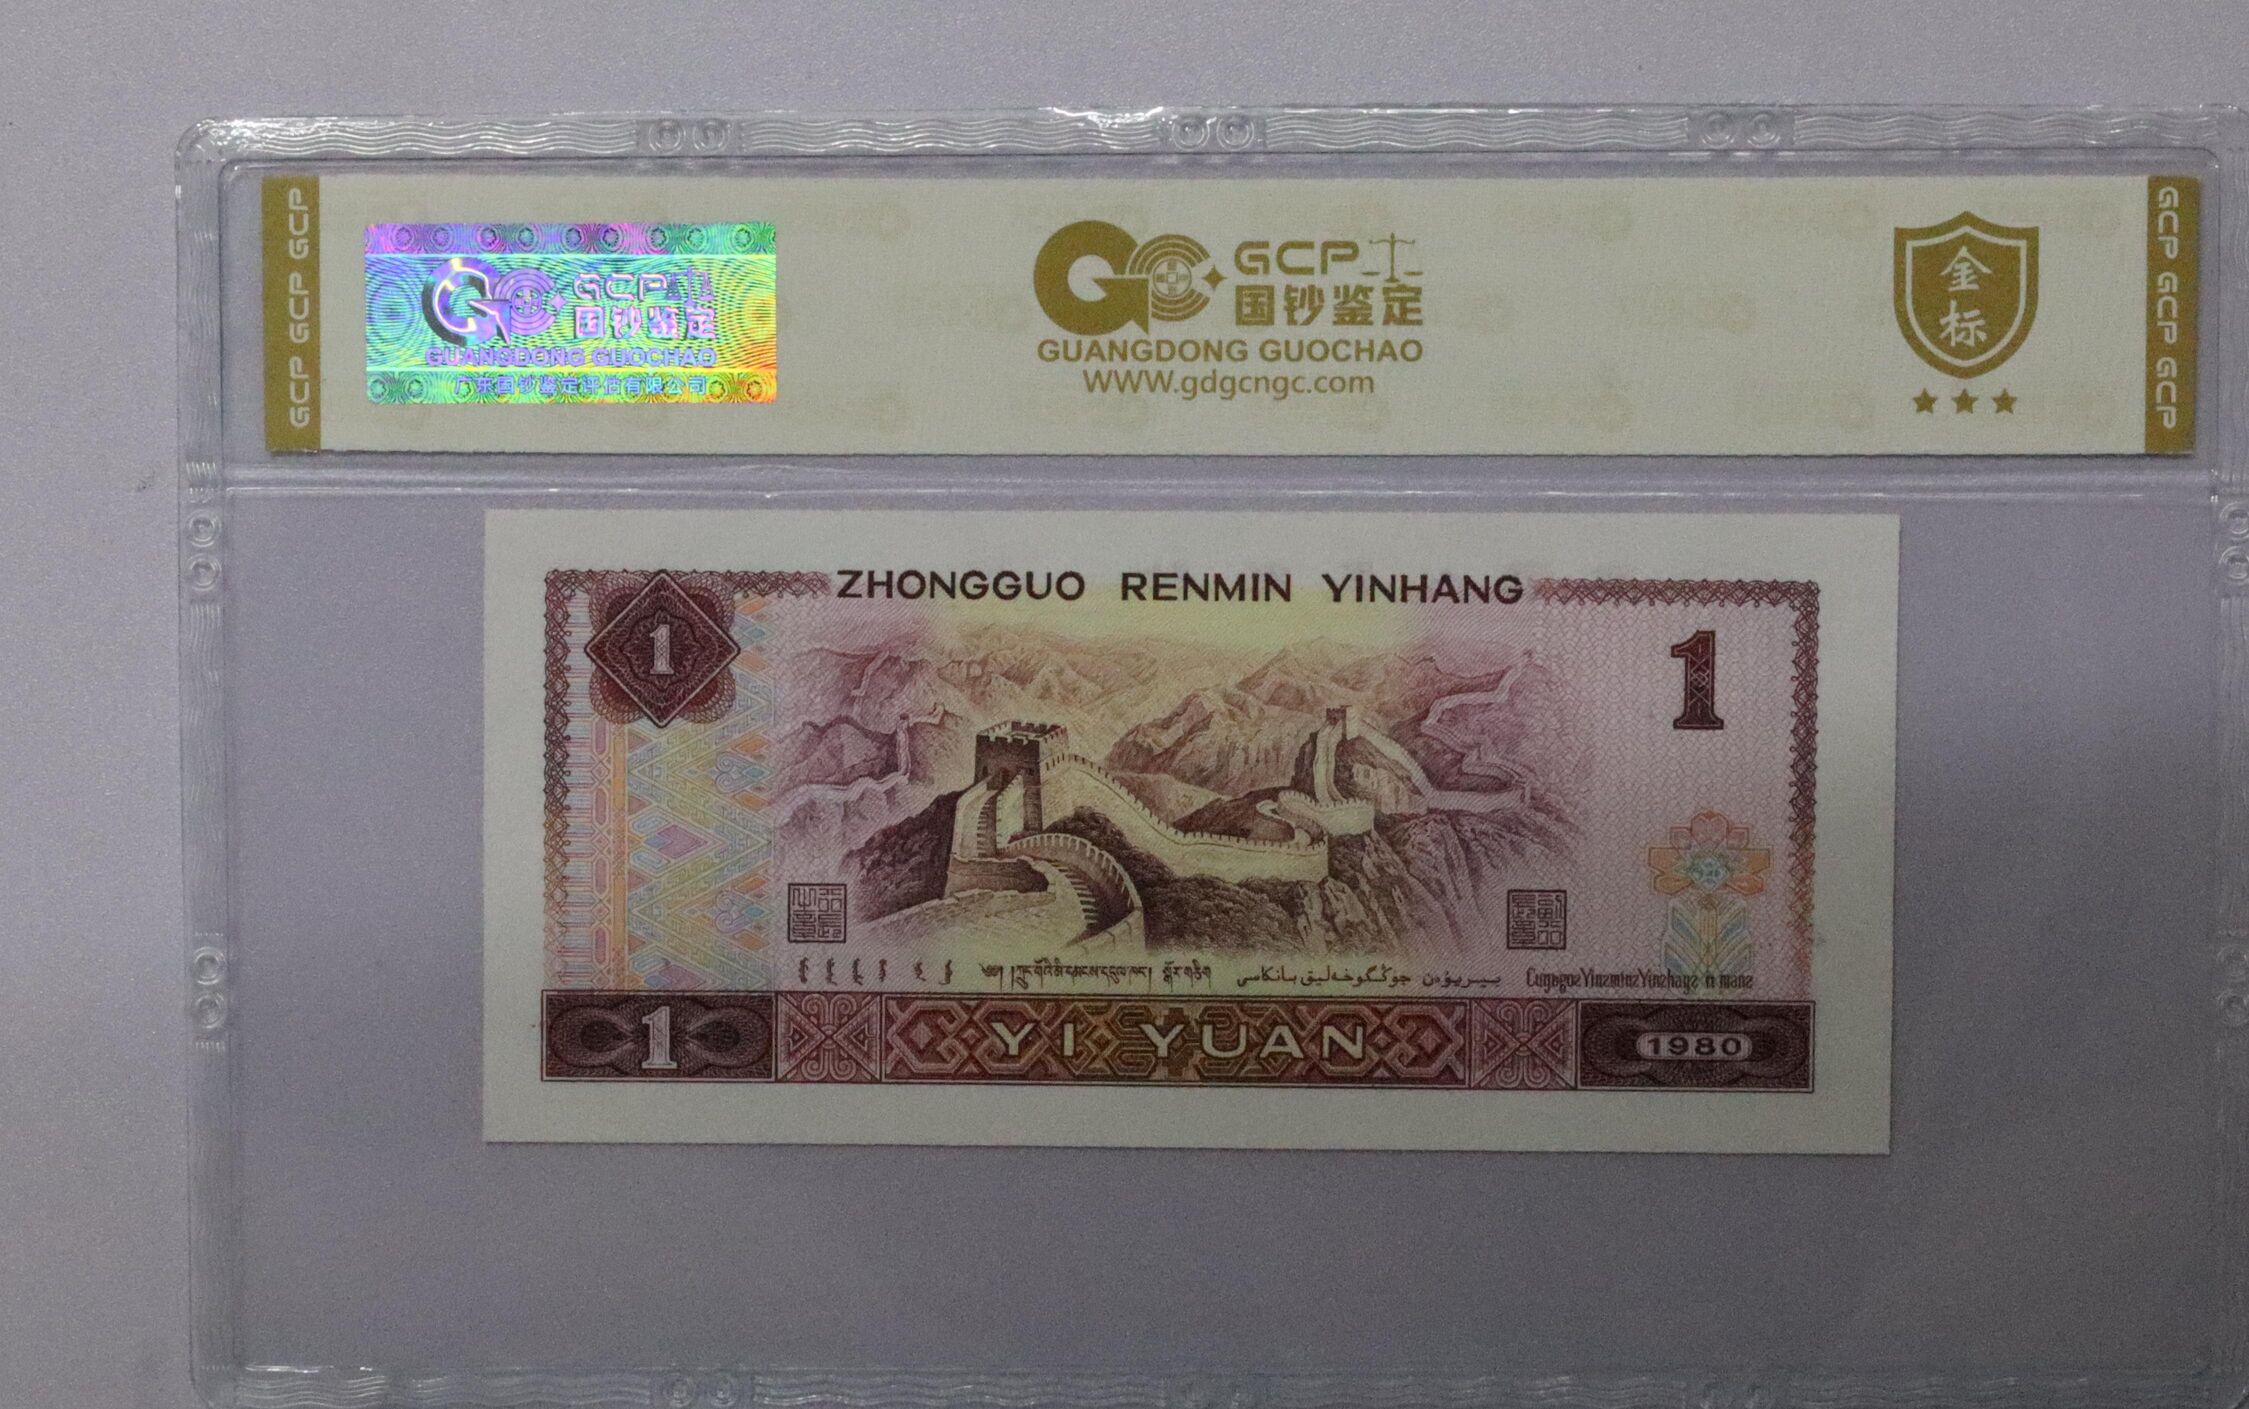 GCP GCP GCP
GCP
国钞鉴定
GUANGDONG GUOCHAO
广东国钞鉴定评估有限公司
GCP
国钞鉴定
GUANGDONG GUOCHAO
www.gdgcngc.com
金标
GCP GCP GCP
ZHONGGUO RENMIN YINHANG
1
1
1
YI YUAN
1980